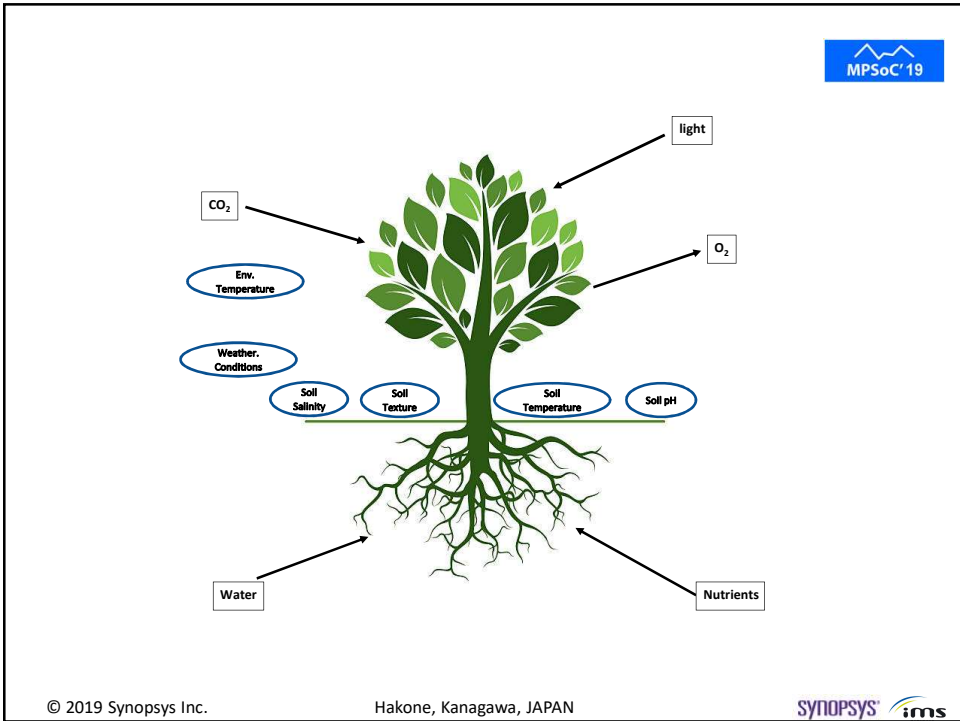 MPSoC'19
light
CO₂
O₂
Env.
Temperature
Weather.
Conditions
Soil
Salinity
Soil
Texture
Soil
Temperature
Soil pH
Water
Nutrients
© 2019 Synopsys Inc.
Hakone, Kanagawa, JAPAN
SYNOPSYS®
ims